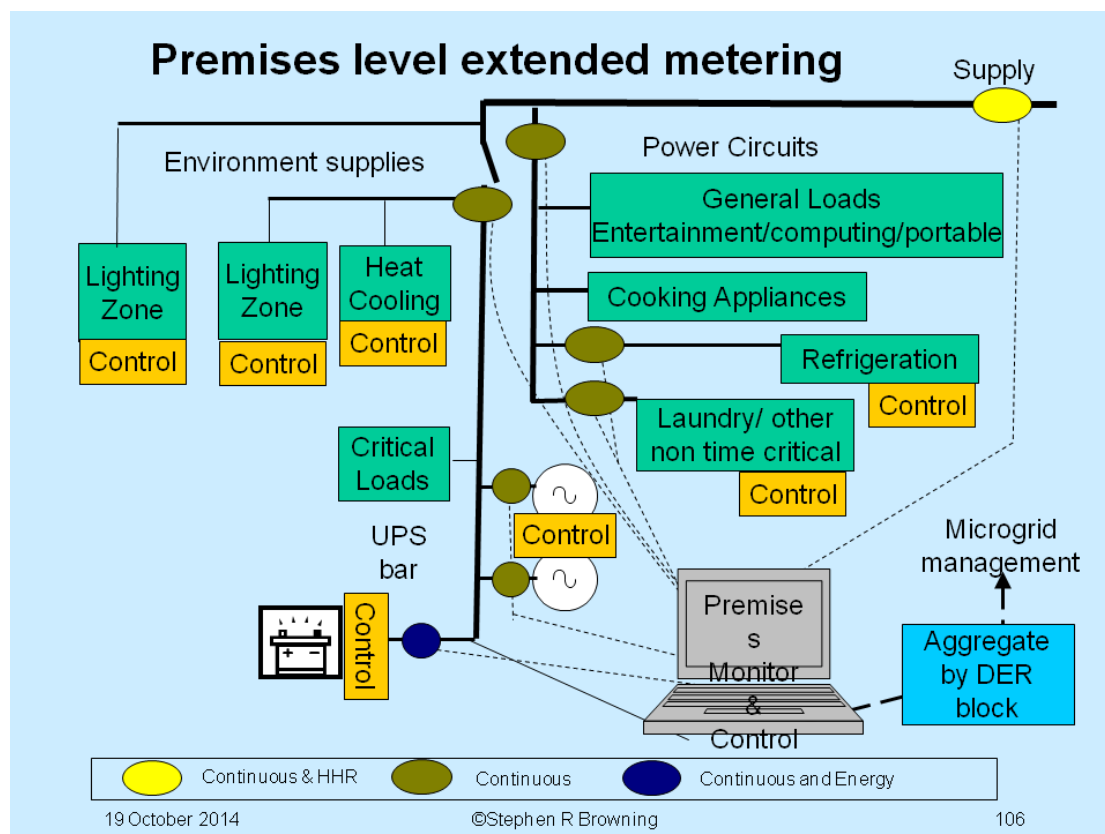 Premises level extended metering
Supply
Environment supplies
Power Circuits
General Loads
Entertainment/computing/portable
Lighting
Zone
Control
Lighting
Zone
Control
Heat
Cooling
Control
Cooking Appliances
Refrigeration
Control
Laundry/ other
non time critical
Control
Critical
Loads
Control
UPS
bar
Control
Microgrid
management
Premise
s
Monitor
&
Control
Aggregate
by DER
block
Continuous & HHR
Continuous
Continuous and Energy
19 October 2014
©Stephen R Browning
106